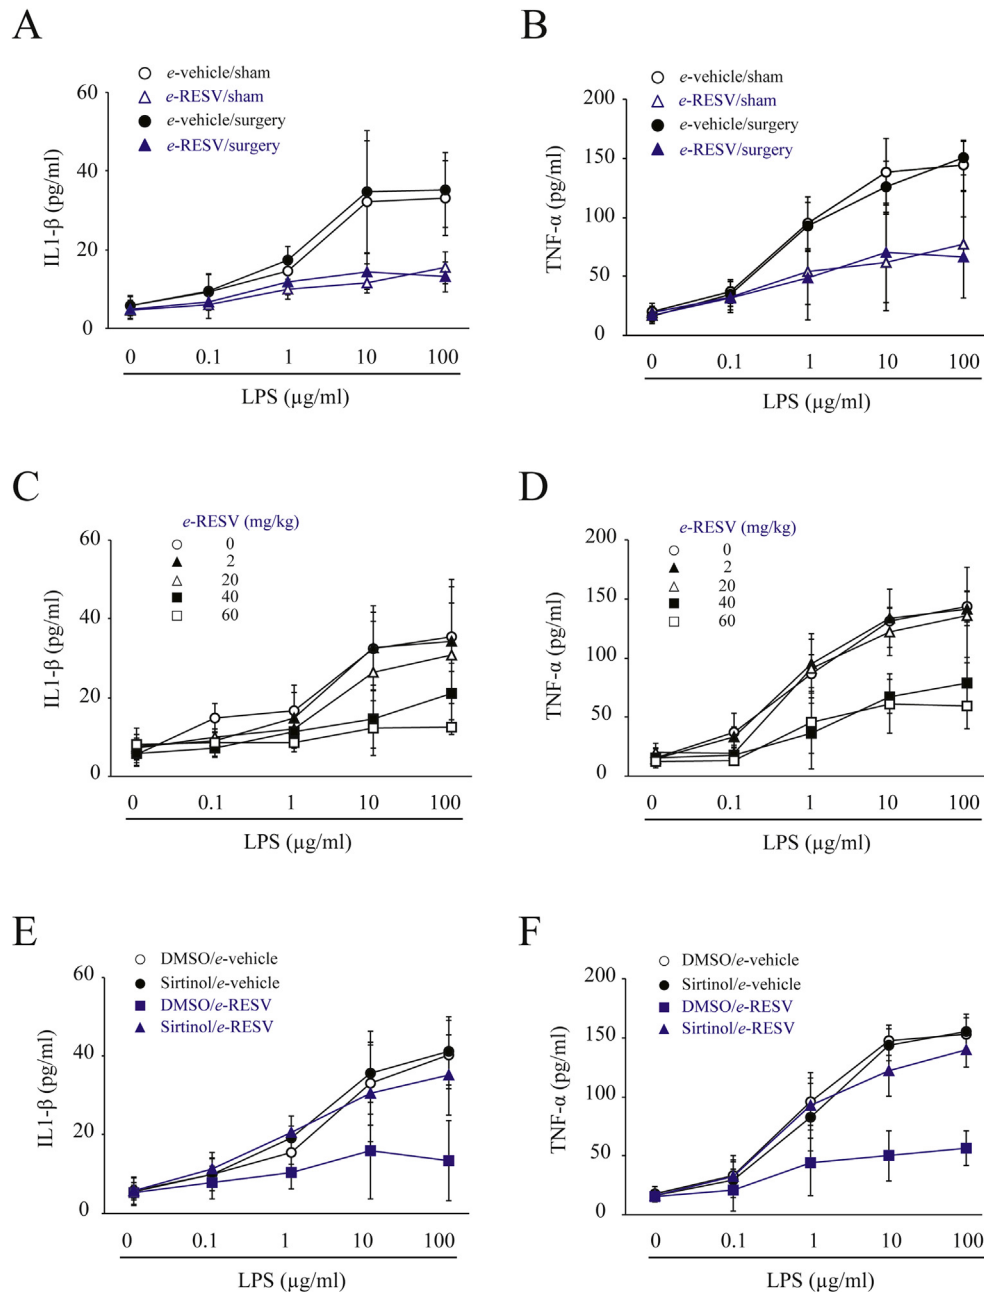 A
e-vehicle/sham
e-RESV/sham
e-vehicle/surgery
e-RESV/surgery
60
40
20
0
IL1-β (pg/ml)
0 0.1 1 10 100
LPS (µg/ml)
B
e-vehicle/sham
e-RESV/sham
e-vehicle/surgery
e-RESV/surgery
200
150
100
50
0
TNF-α (pg/ml)
0 0.1 1 10 100
LPS (µg/ml)
C
e-RESV (mg/kg)
0
2
20
40
60
60
40
20
0
IL1-β (pg/ml)
0 0.1 1 10 100
LPS (µg/ml)
D
e-RESV (mg/kg)
0
2
20
40
60
200
150
100
50
0
TNF-α (pg/ml)
0 0.1 1 10 100
LPS (µg/ml)
E
DMSO/e-vehicle
Sirtinol/e-vehicle
DMSO/e-RESV
Sirtinol/e-RESV
60
40
20
0
IL1-β (pg/ml)
0 0.1 1 10 100
LPS (µg/ml)
F
DMSO/e-vehicle
Sirtinol/e-vehicle
DMSO/e-RESV
Sirtinol/e-RESV
200
150
100
50
0
TNF-α (pg/ml)
0 0.1 1 10 100
LPS (µg/ml)